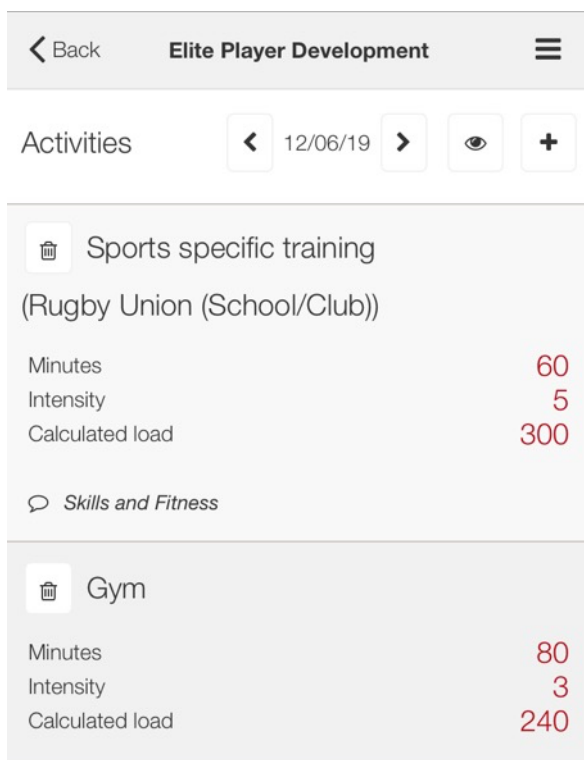 Back Elite Player Development
Activities 12/06/19
Sports specific training
(Rugby Union (School/Club))
Minutes 60
Intensity 5
Calculated load 300
Skills and Fitness
Gym
Minutes 80
Intensity 3
Calculated load 240